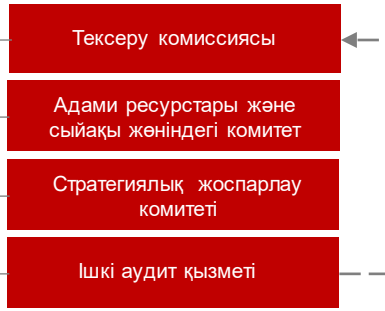 Тексеру комиссиясы
Адами ресурстары және
сыйақы жөніндегі комитет
Стратегиялық жоспарлау
комитеті
Ішкі аудит қызметі